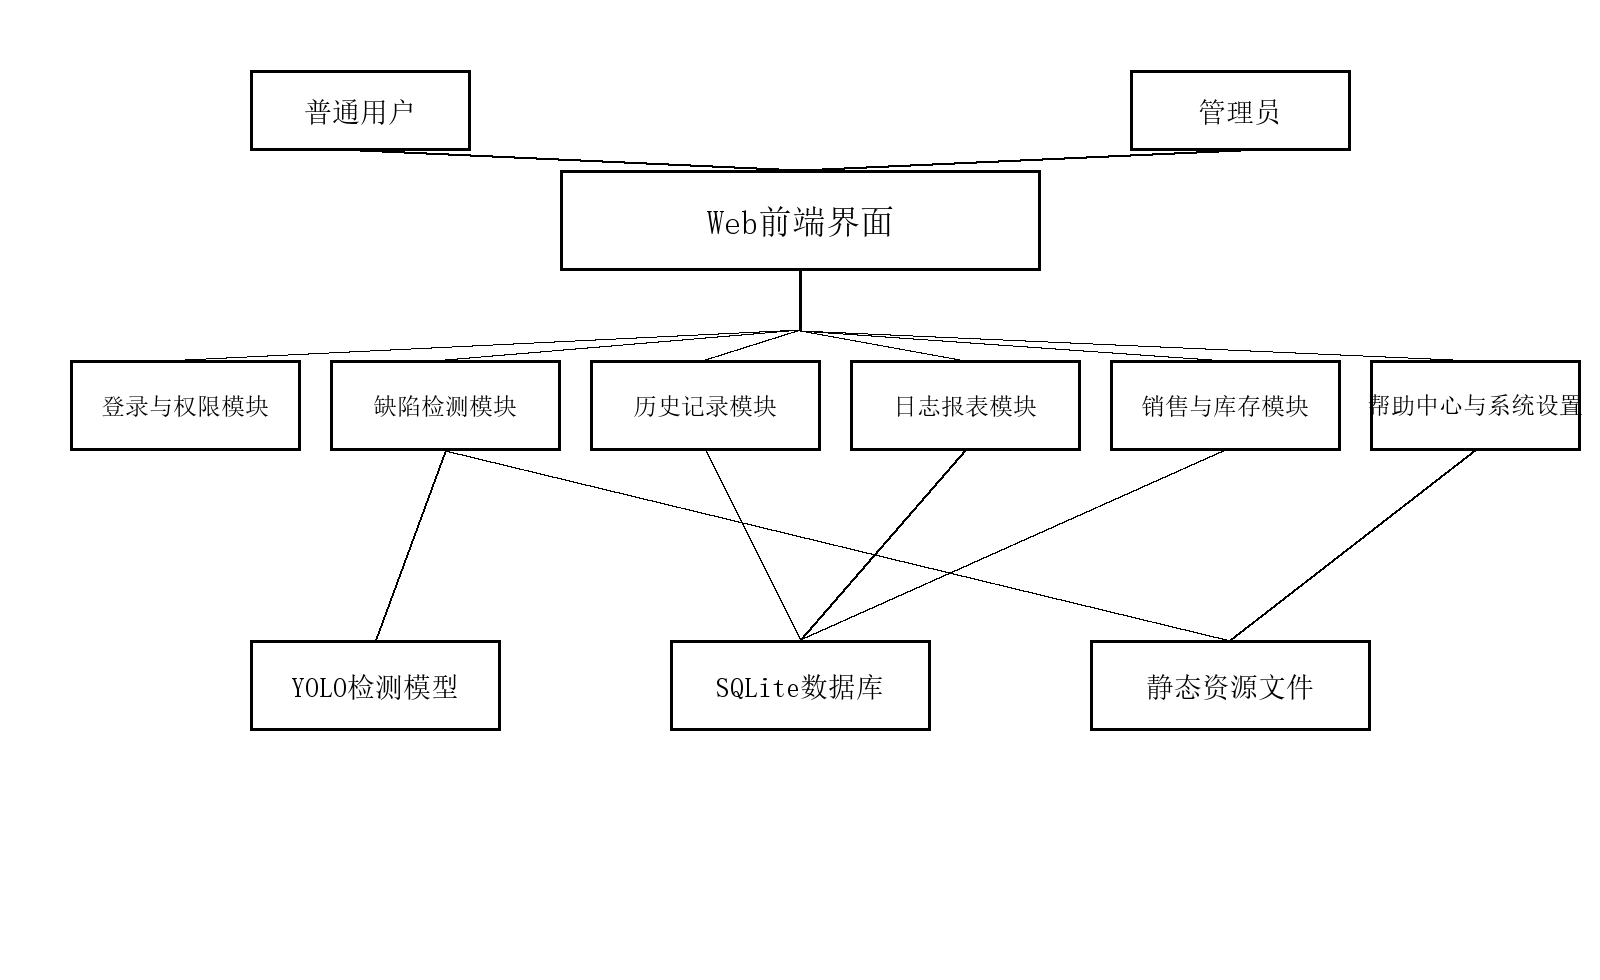 普通用户
管理员
Web前端界面
登录与权限模块
缺陷检测模块
历史记录模块
日志报表模块
销售与库存模块
帮助中心与系统设置
YOLO检测模型
SQLite数据库
静态资源文件